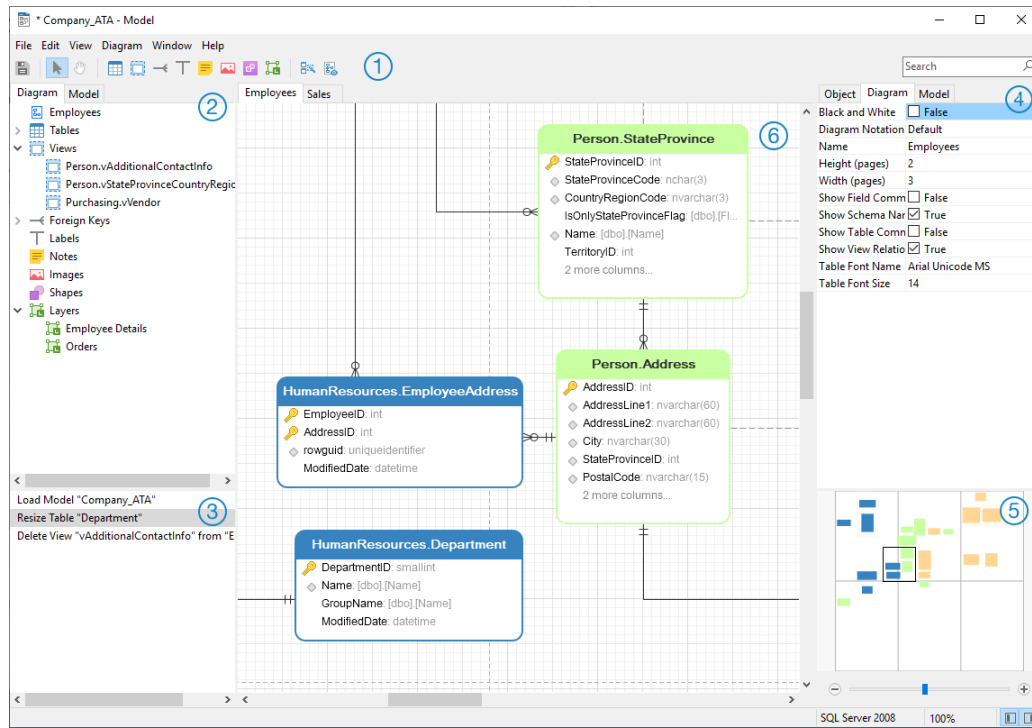 * Company_ATA - Model
File Edit View Diagram Window Help
1
Search
Diagram Model
2
Employees
Tables
Views
Person.vAdditionalContactInfo
Person.vStateProvinceCountryRegic
Purchasing.vVendor
Foreign Keys
Labels
Notes
Images
Shapes
Layers
Employee Details
Orders
Load Model "Company_ATA"
3
Resize Table "Department"
Delete View "vAdditionalContactInfo" from "E
Employees Sales
6
Person.StateProvince
StateProvinceID: int
StateProvinceCode: nchar(3)
CountryRegionCode: nvarchar(3)
IsOnlyStateProvinceFlag: [dbo].[Fl...
Name: [dbo].[Name]
TerritoryID: int
2 more columns...
Person.Address
AddressID: int
AddressLine1: nvarchar(60)
AddressLine2: nvarchar(60)
City: nvarchar(30)
StateProvinceID: int
PostalCode: nvarchar(15)
2 more columns...
HumanResources.EmployeeAddress
EmployeeID: int
AddressID: int
rowguid: uniqueidentifier
ModifiedDate: datetime
HumanResources.Department
DepartmentID: smallint
Name: [dbo].[Name]
GroupName: [dbo].[Name]
ModifiedDate: datetime
Object Diagram Model
4
Black and White False
Diagram Notation Default
Name Employees
Height (pages) 2
Width (pages) 3
Show Field Comm False
Show Schema Nar True
Show Table Comn False
Show View Relatio True
Table Font Name Arial Unicode MS
Table Font Size 14
5
SQL Server 2008 100%